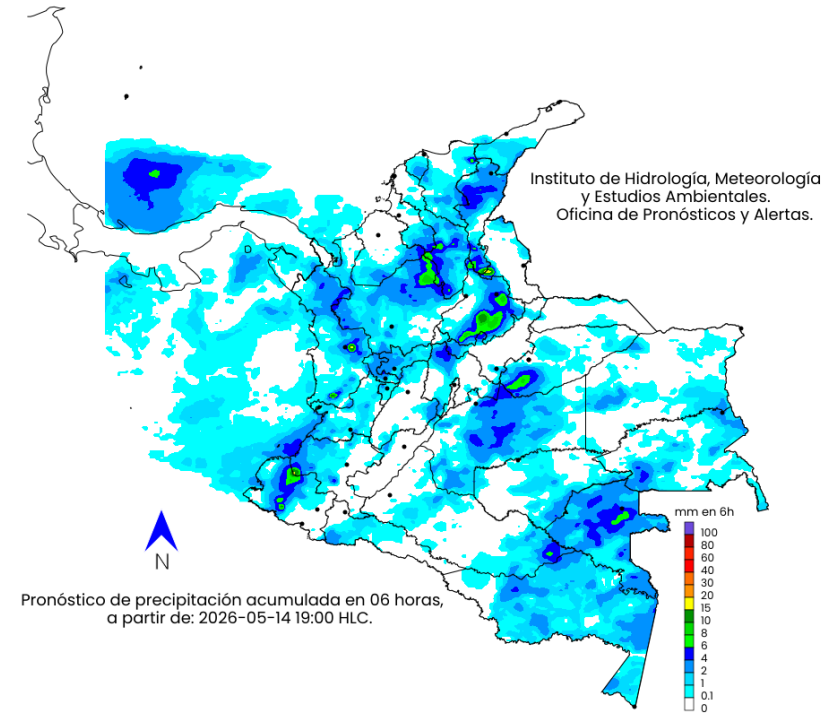 Instituto de Hidrología, Meteorología
y Estudios Ambientales.
Oficina de Pronósticos y Alertas.
N
Pronóstico de precipitación acumulada en 06 horas,
a partir de: 2026-05-14 19:00 HLC.
mm en 6h
100
80
60
40
30
20
15
10
8
6
4
2
1
0.1
0